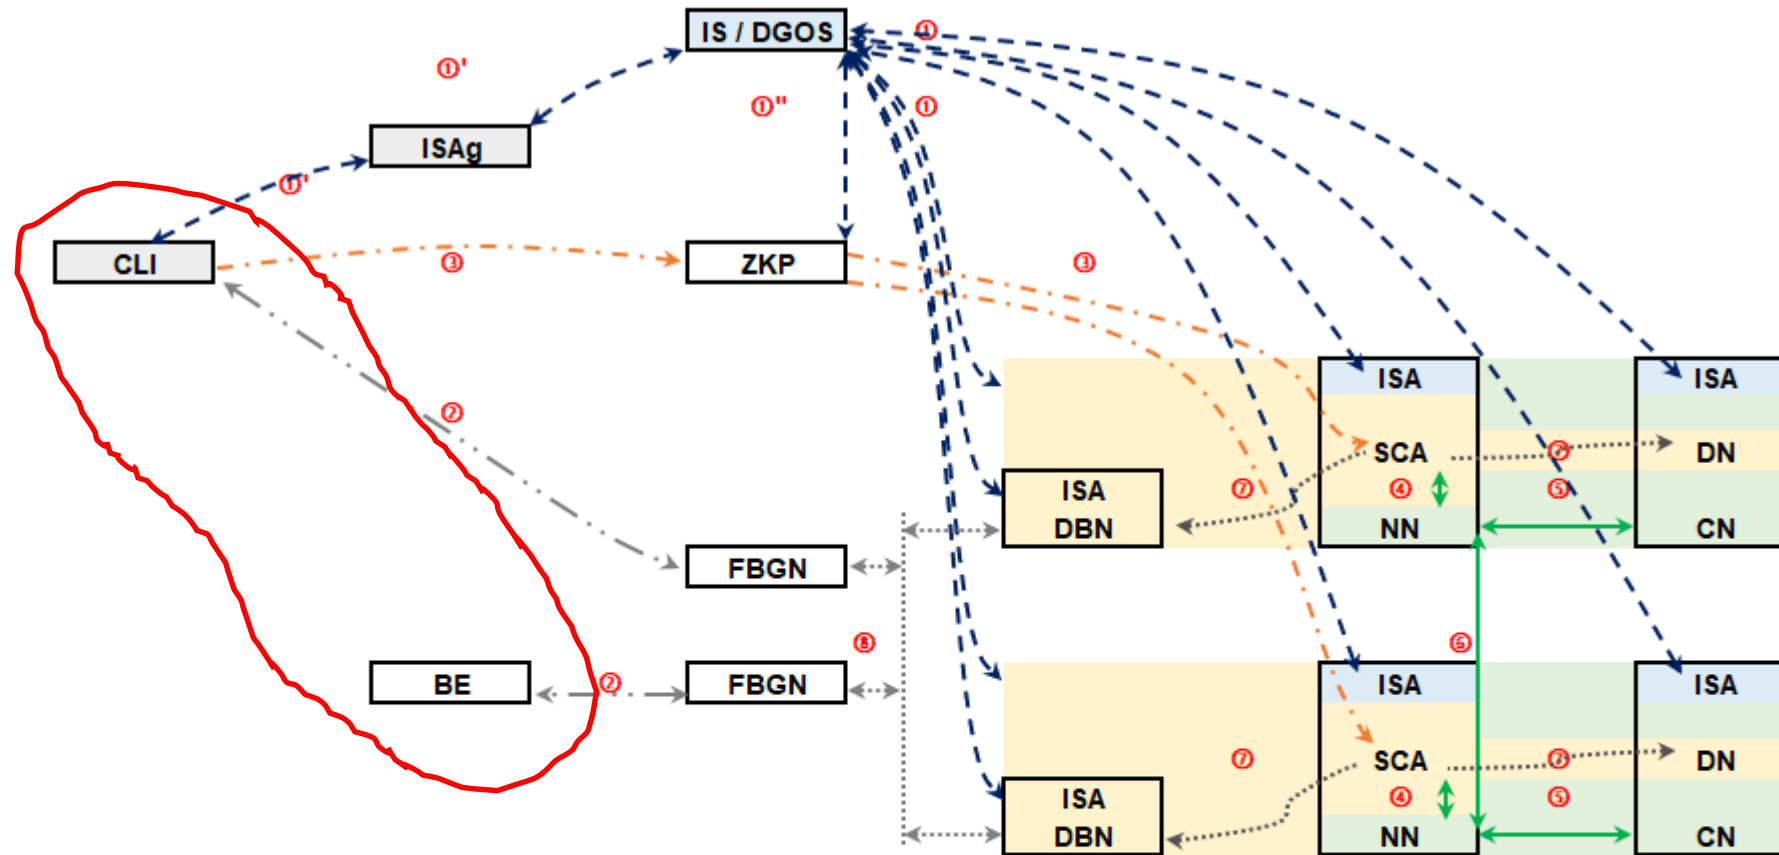 IS / DGOS
①
①'
①"
①
ISAg
①'
CLI
③
ZKP
③
ISA
ISA
②
SCA
⑦
DN
ISA
⑦
④
⑤
DBN
NN
CN
FBGN
⑧
⑥
BE
②
FBGN
ISA
ISA
⑦
SCA
⑦
DN
ISA
④
⑤
DBN
NN
CN